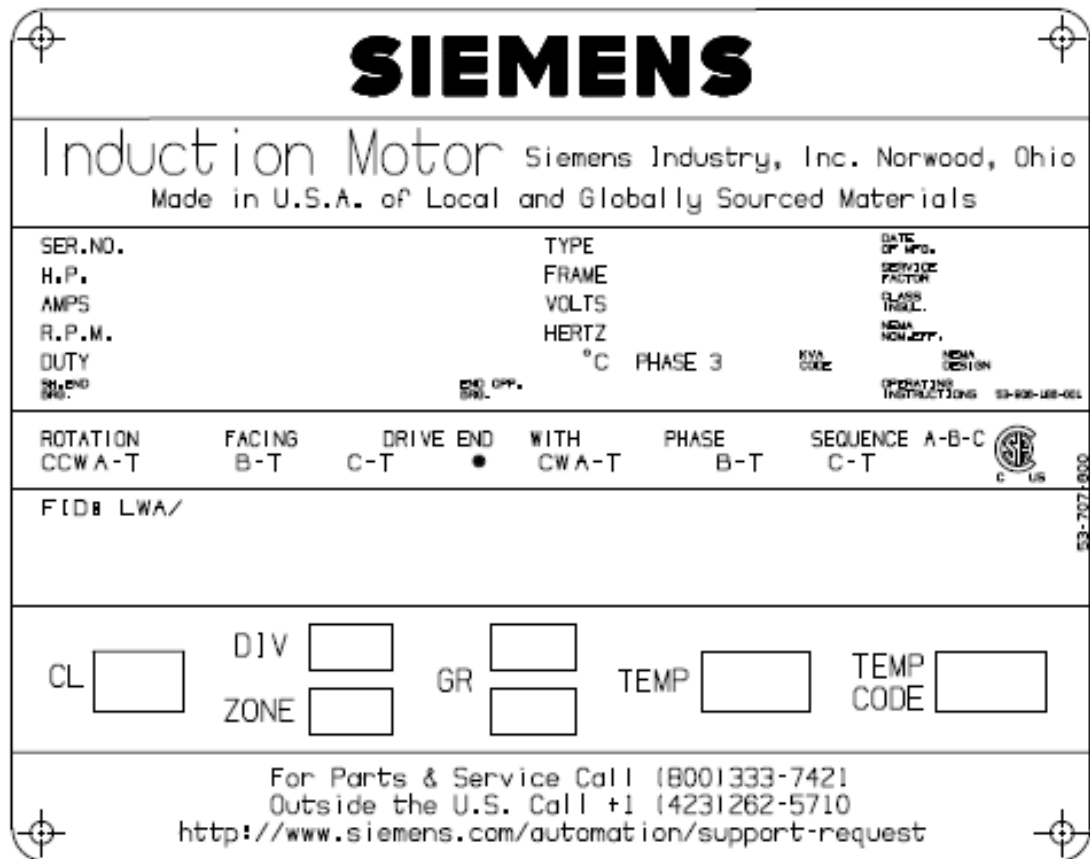 SIEMENS
Induction Motor Siemens Industry, Inc. Norwood, Ohio
Made in U.S.A. of Local and Globally Sourced Materials
SER.NO. TYPE DATE OF MFG.
H.P. FRAME SERVICE FACTOR
AMPS VOLTS CLASS INSUL.
R.P.M. HERTZ NEMA NOM.EFF.
DUTY °C PHASE 3 KVA CODE NEMA DESIGN
SH.END BRG. END OPP. BRG. OPERATING INSTRUCTIONS
ROTATION FACING DRIVE END WITH PHASE SEQUENCE A-B-C
CCW A-T B-T C-T ● CW A-T B-T C-T
C US
53-707-800
FID# LWA/
CL DIV GR TEMP TEMP CODE
ZONE
For Parts & Service Call (800)333-7421
Outside the U.S. Call +1 (423)262-5710
http://www.siemens.com/automation/support-request